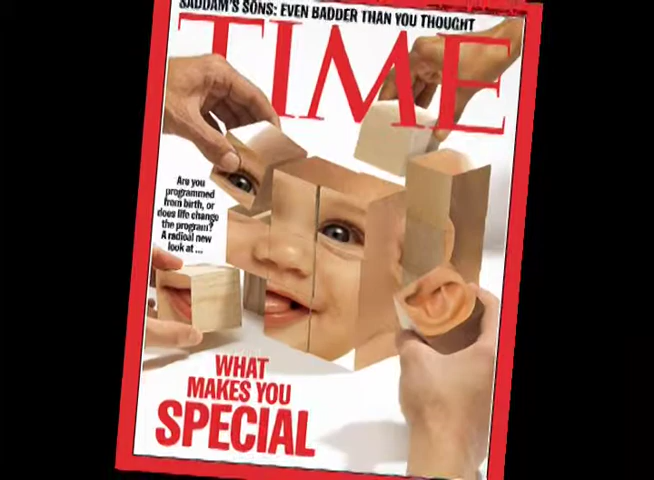 SADDAM'S SONS: EVEN BADDER THAN YOU THOUGHT
TIME
Are you
programmed
from birth, or
does life change
the program?
A radical new
look at ...
WHAT
MAKES YOU
SPECIAL